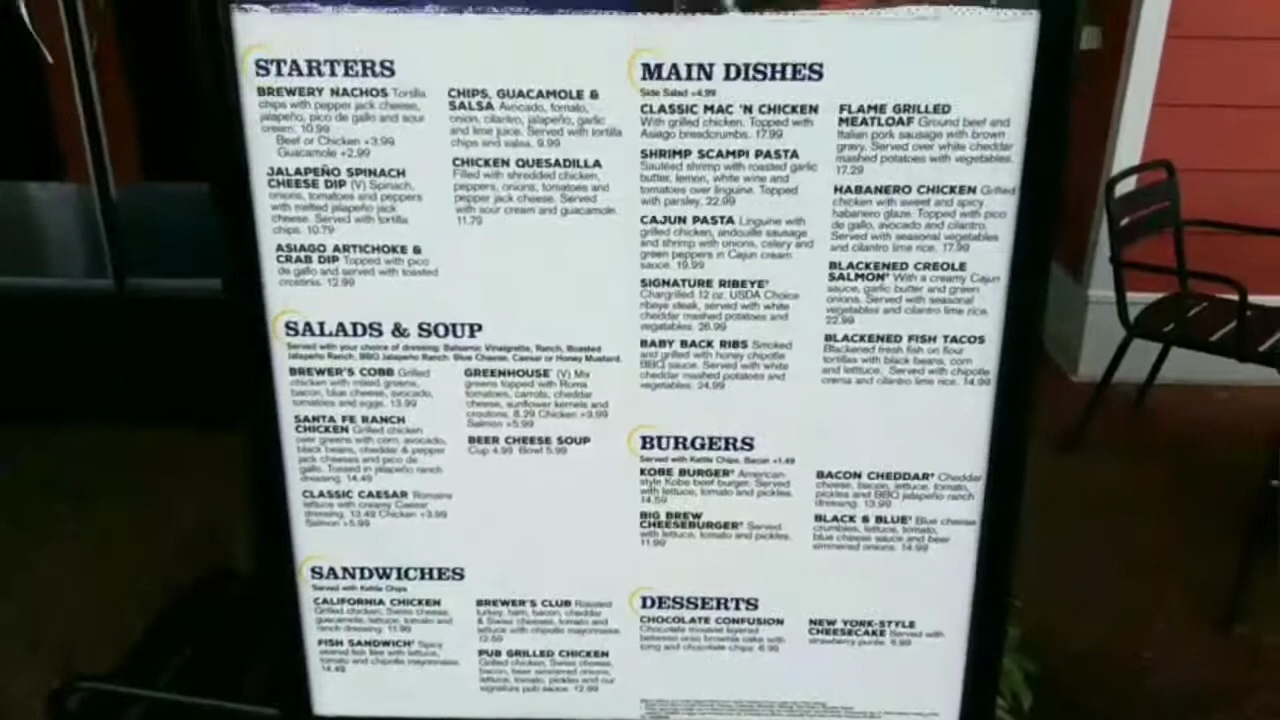 STARTERS
BREWERY NACHOS Tortilla
chips with pepper jack cheese,
jalapeño, pico de gallo and sour
cream. 10.99
Beef or Chicken +3.99
Guacamole +2.99
JALAPEÑO SPINACH
CHEESE DIP (V) Spinach,
onions, tomatoes and peppers
with melted jalapeño jack
cheese. Served with tortilla
chips. 10.79
ASIAGO ARTICHOKE &
CRAB DIP Topped with pico
de gallo and served with toasted
crostinis. 12.99
CHIPS, GUACAMOLE &
SALSA Avocado, tomato,
onion, cilantro, jalapeño, garlic
and lime juice. Served with tortilla
chips and salsa. 9.99
CHICKEN QUESADILLA
Filled with shredded chicken,
peppers, onions, tomatoes and
pepper jack cheese. Served
with sour cream and guacamole.
11.79
SALADS & SOUP
Served with your choice of dressing: Balsamic Vinaigrette, Ranch, Roasted
Jalapeño Ranch, BBQ Jalapeño Ranch, Blue Cheese, Caesar or Honey Mustard.
BREWER'S COBB Grilled
chicken with mixed greens,
bacon, blue cheese, avocado,
tomatoes and eggs. 13.99
SANTA FE RANCH
CHICKEN Grilled chicken
over greens with corn, avocado,
black beans, cheddar & pepper
jack cheeses and pico de
gallo. Tossed in jalapeño ranch
dressing. 14.49
CLASSIC CAESAR Romaine
lettuce with creamy Caesar
dressing. 12.49 Chicken +3.99
Salmon +5.99
GREENHOUSE (V) Mix
greens topped with Roma
tomatoes, carrots, cheddar
cheese, sunflower kernels and
croutons. 8.29 Chicken +3.99
Salmon +5.99
BEER CHEESE SOUP
Cup 4.99 Bowl 5.99
SANDWICHES
Served with Kettle Chips
CALIFORNIA CHICKEN
Grilled chicken, Swiss cheese,
guacamole, lettuce, tomato and
ranch dressing. 11.99
FISH SANDWICH* Spicy
lettuce,
tomato and chipotle mayonnaise.
14.49
BREWER'S CLUB Roasted
turkey, ham, bacon, cheddar
& Swiss cheeses, tomato and
lettuce with chipotle mayonnaise.
12.59
PUB GRILLED CHICKEN
Grilled chicken, Swiss cheese,
bacon, beer simmered onions,
lettuce, tomato, pickles and our
signature pub sauce. 12.99
MAIN DISHES
Side Salad +4.99
CLASSIC MAC 'N CHICKEN
With grilled chicken. Topped with
Asiago breadcrumbs. 17.99
SHRIMP SCAMPI PASTA
Sautéed shrimp with roasted garlic
butter, lemon, white wine and
tomatoes over linguine. Topped
with parsley. 22.99
CAJUN PASTA Linguine with
grilled chicken, andouille sausage
and shrimp with onions, celery and
green peppers in Cajun cream
sauce. 19.99
SIGNATURE RIBEYE*
Chargrilled 12 oz. USDA Choice
ribeye steak, served with white
cheddar mashed potatoes and
vegetables. 26.99
BABY BACK RIBS Smoked
and grilled with honey chipotle
BBQ sauce. Served with white
cheddar mashed potatoes and
vegetables. 24.99
FLAME GRILLED
MEATLOAF Ground beef and
Italian pork sausage with brown
gravy. Served over white cheddar
mashed potatoes with vegetables.
17.29
HABANERO CHICKEN Grilled
chicken with sweet and spicy
habanero glaze. Topped with pico
de gallo, avocado and cilantro.
Served with seasonal vegetables
and cilantro lime rice. 17.99
BLACKENED CREOLE
SALMON* With a creamy Cajun
sauce, garlic butter and green
onions. Served with seasonal
vegetables and cilantro lime rice.
22.99
BLACKENED FISH TACOS
Blackened fresh fish on flour
tortillas with black beans, corn
and lettuce. Served with chipotle
crema and cilantro lime rice. 14.99
BURGERS
Served with Kettle Chips, Bacon +1.49
KOBE BURGER* American-
style Kobe beef burger. Served
with lettuce, tomato and pickles.
14.59
BIG BREW
CHEESEBURGER* Served
with lettuce, tomato and pickles.
11.99
BACON CHEDDAR* Cheddar
cheese, bacon, lettuce, tomato,
pickles and BBQ jalapeño ranch
dressing. 13.99
BLACK & BLUE* Blue cheese
crumbles, lettuce, tomato,
blue cheese sauce and beer
simmered onions. 14.99
DESSERTS
CHOCOLATE CONFUSION
Chocolate mousse layered
between brownie cake with
icing and chocolate chips. 6.99
NEW YORK-STYLE
CHEESECAKE Served with
strawberry purée. 6.99